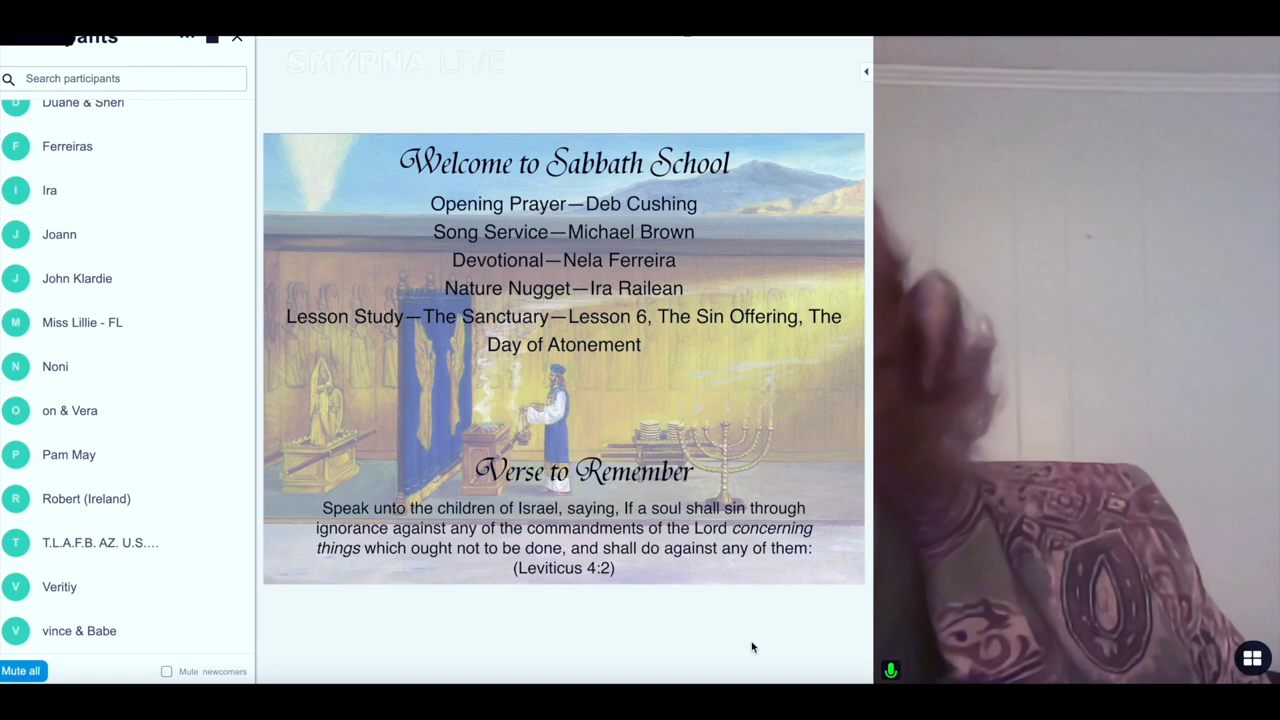 pants
Search participants
D
Duane & Sheri
F
Ferreiras
I
Ira
J
Joann
J
John Klardie
M
Miss Lillie - FL
N
Noni
O
on & Vera
P
Pam May
R
Robert (Ireland)
T
T.L.A.F.B. AZ. U.S....
V
Veritiy
V
vince & Babe
Mute all
Mute newcomers
SMYRNA LIVE
Welcome to Sabbath School
Opening Prayer—Deb Cushing
Song Service—Michael Brown
Devotional—Nela Ferreira
Nature Nugget—Ira Railean
Lesson Study—The Sanctuary—Lesson 6, The Sin Offering, The
Day of Atonement
Verse to Remember
Speak unto the children of Israel, saying, If a soul shall sin through
ignorance against any of the commandments of the Lord concerning
things which ought not to be done, and shall do against any of them:
(Leviticus 4:2)